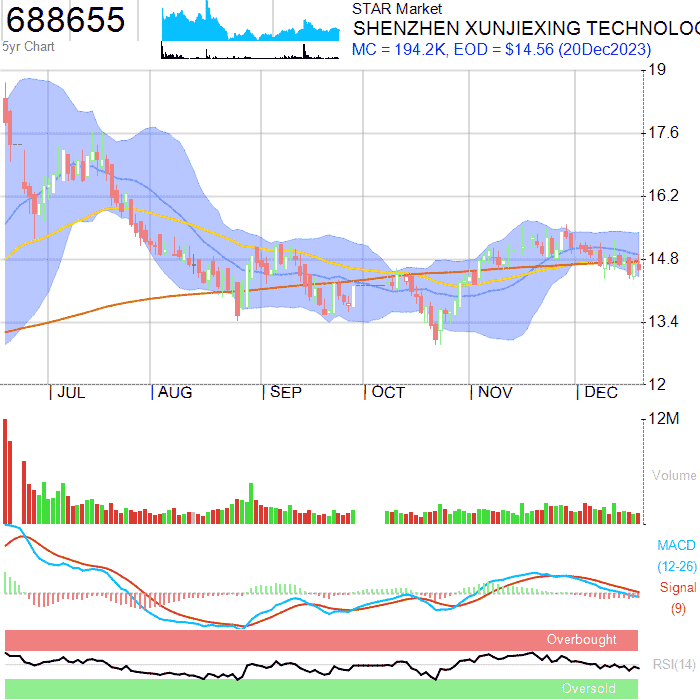 688655
5yr Chart
STAR Market
SHENZHEN XUNJIEXING TECHNOLOG
MC = 194.2K, EOD = $14.56 (20Dec2023)
19
17.6
16.2
14.8
13.4
12
JUL AUG SEP OCT NOV DEC
12M
Volume
MACD
(12-26)
Signal
(9)
Overbought
RSI(14)
Oversold